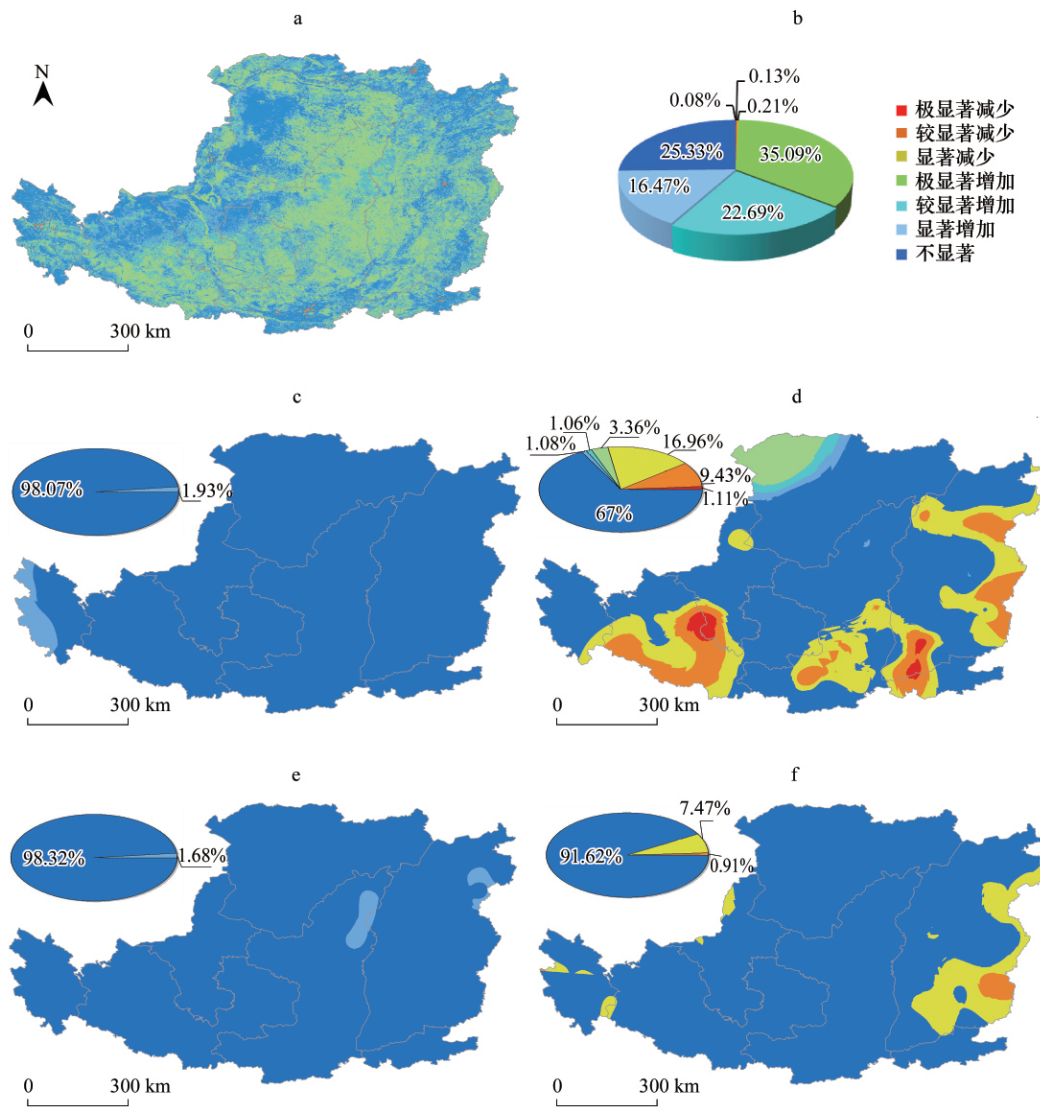 a
N
0 300 km
b
0.13%
0.08%
0.21%
25.33%
35.09%
16.47%
22.69%
极显著减少
较显著减少
显著减少
极显著增加
较显著增加
显著增加
不显著
c
98.07%
1.93%
0 300 km
d
1.06%
3.36%
1.08%
16.96%
9.43%
1.11%
67%
0 300 km
e
98.32%
1.68%
0 300 km
f
7.47%
91.62%
0.91%
0 300 km